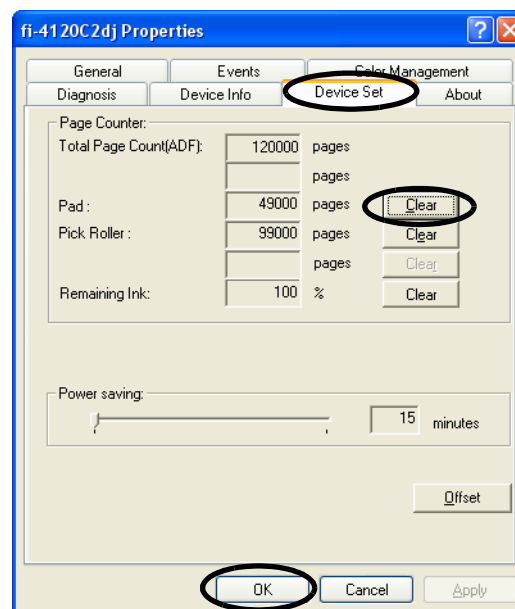 fi-4120C2dj Properties
General Events Color Management
Diagnosis Device Info Device Set About
Page Counter:
Total Page Count(ADF): 120000 pages
pages
Pad : 49000 pages Clear
Pick Roller : 99000 pages Clear
pages Clear
Remaining Ink: 100 % Clear
Power saving:
15 minutes
Offset
OK Cancel Apply